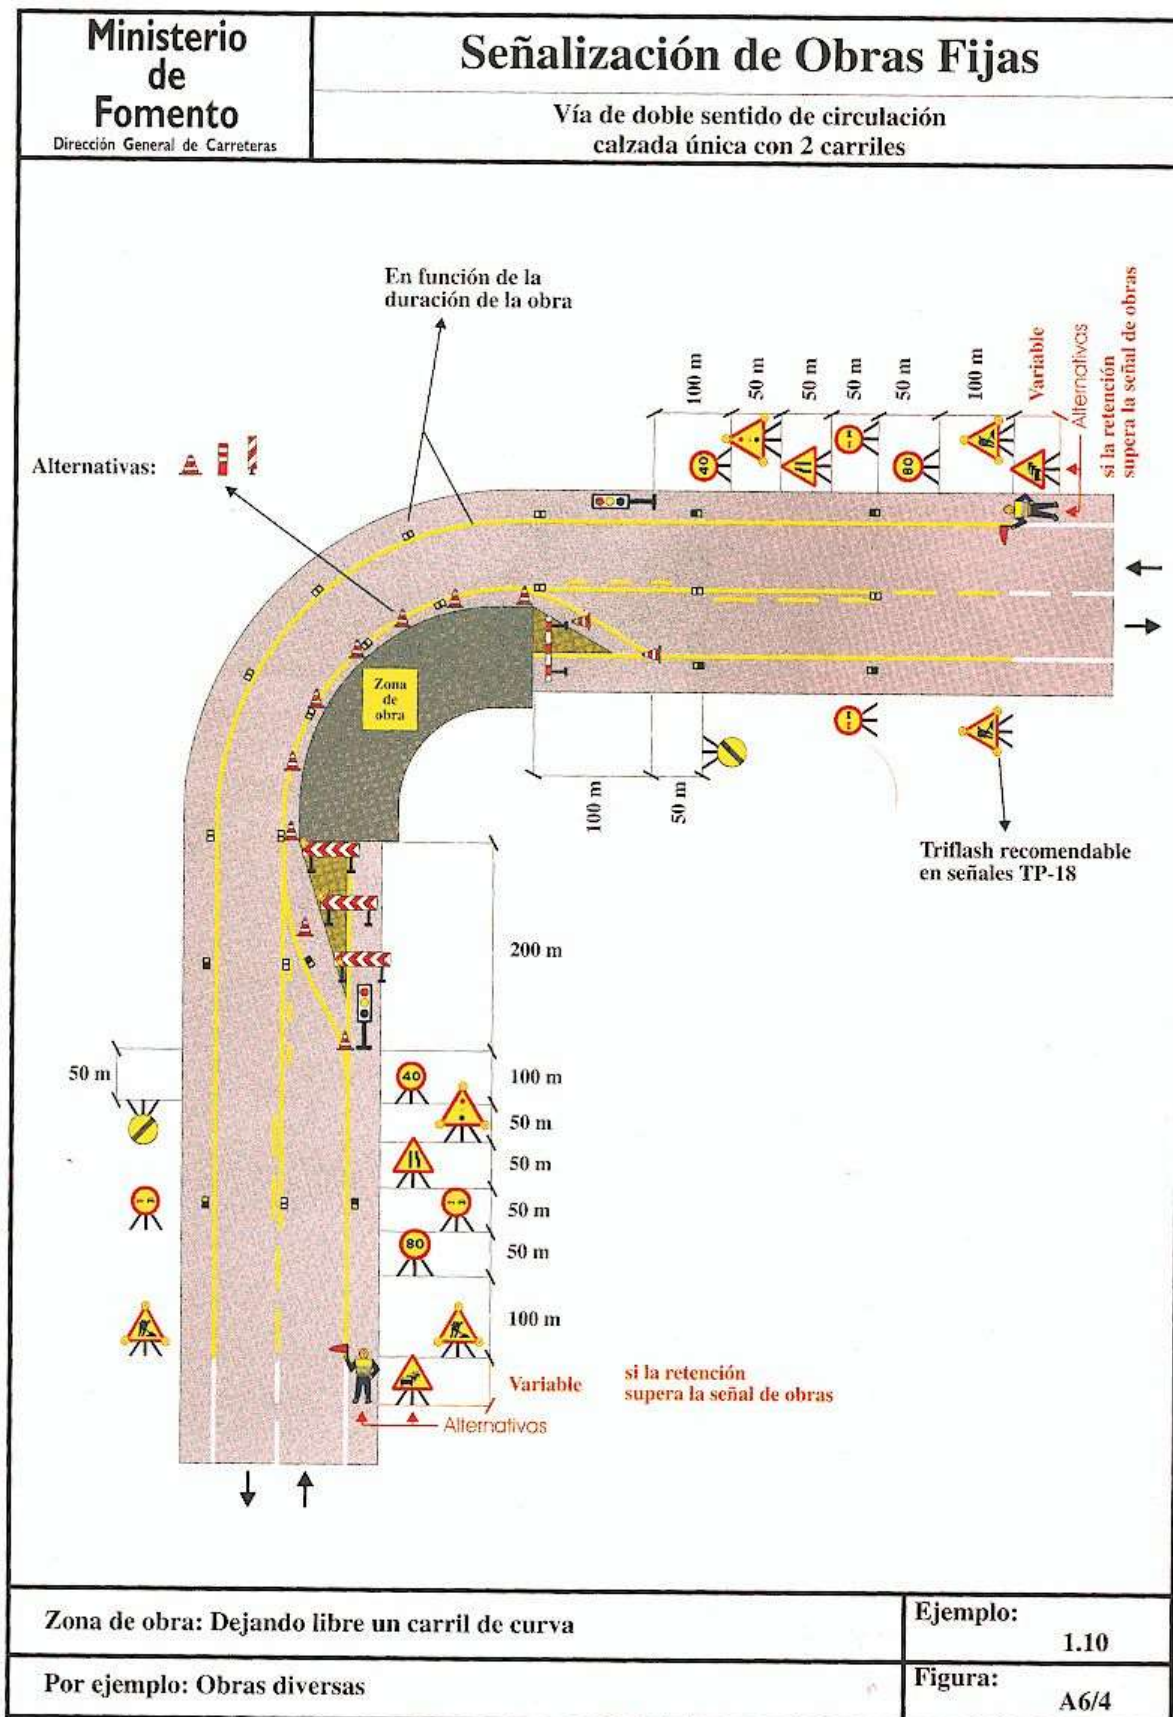 Ministerio
de
Fomento
Dirección General de Carreteras
Señalización de Obras Fijas
Vía de doble sentido de circulación
calzada única con 2 carriles
En función de la
duración de la obra
Alternativas:
100 m
50 m
50 m
50 m
50 m
100 m
Variable
Alternativas
si la retención
supera la señal de obras
40
80
Zona
de
obra
100 m
50 m
Triflash recomendable
en señales TP-18
200 m
50 m
40
100 m
50 m
50 m
50 m
80
50 m
100 m
Variable
si la retención
supera la señal de obras
Alternativas
Zona de obra: Dejando libre un carril de curva
Ejemplo:
1.10
Por ejemplo: Obras diversas
Figura:
A6/4